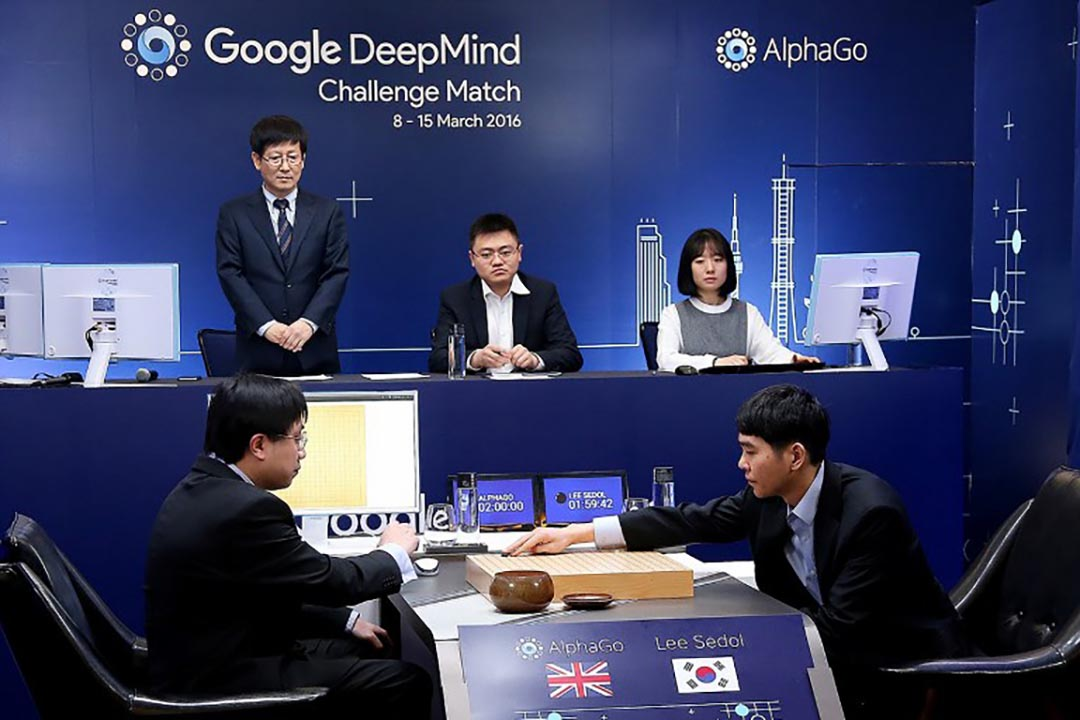 Google DeepMind
Challenge Match
8 - 15 March 2016
AlphaGo
ALPHAGO
02:00:00
LEE SEDOL
01:59:42
AlphaGo
Lee Sedol